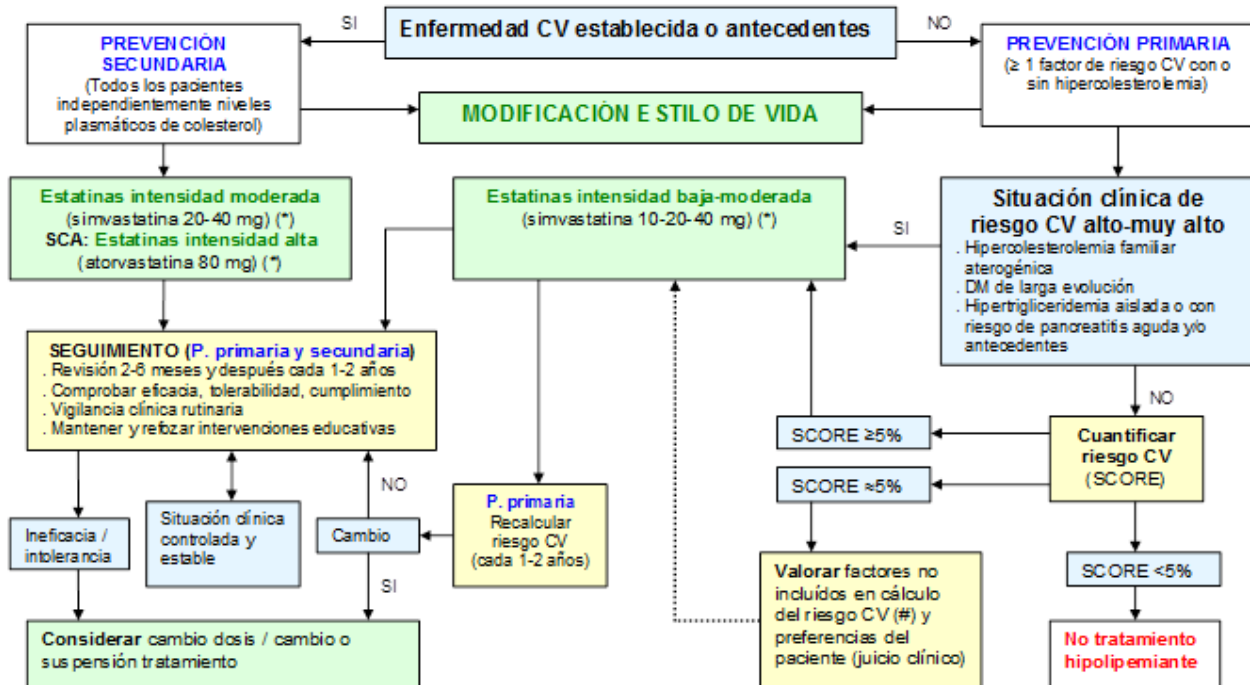 SI
Enfermedad CV establecida o antecedentes
NO
PREVENCIÓN
SECUNDARIA
(Todos los pacientes
independientemente niveles
plasmáticos de colesterol)
PREVENCIÓN PRIMARIA
(≥ 1 factor de riesgo CV con o
sin hipercolesterolemia)
MODIFICACIÓN E STILO DE VIDA
Estatinas intensidad moderada
(simvastatina 20-40 mg) (*)
SCA: Estatinas intensidad alta
(atorvastatina 80 mg) (*)
Estatinas intensidad baja-moderada
(simvastatina 10-20-40 mg) (*)
SI
Situación clínica de
riesgo CV alto-muy alto
. Hipercolesterolemia familiar
aterogénica
. DM de larga evolución
. Hipertrigliceridemia aislada o con
riesgo de pancreatitis aguda y/o
antecedentes
SEGUIMIENTO (P. primaria y secundaria)
. Revisión 2-6 meses y después cada 1-2 años
. Comprobar eficacia, tolerabilidad, cumplimiento
. Vigilancia clínica rutinaria
. Mantener y refozar intervenciones educativas
NO
SCORE ≥5%
Cuantificar
riesgo CV
(SCORE)
SCORE ≈5%
NO
P. primaria
Recalcular
riesgo CV
(cada 1-2 años)
Ineficacia /
intolerancia
Situación clínica
controlada y
estable
Cambio
SI
Valorar factores no
incluídos en cálculo
del riesgo CV (#) y
preferencias del
paciente (juicio clínico)
SCORE <5%
Considerar cambio dosis / cambio o
suspensión tratamiento
No tratamiento
hipolipemiante